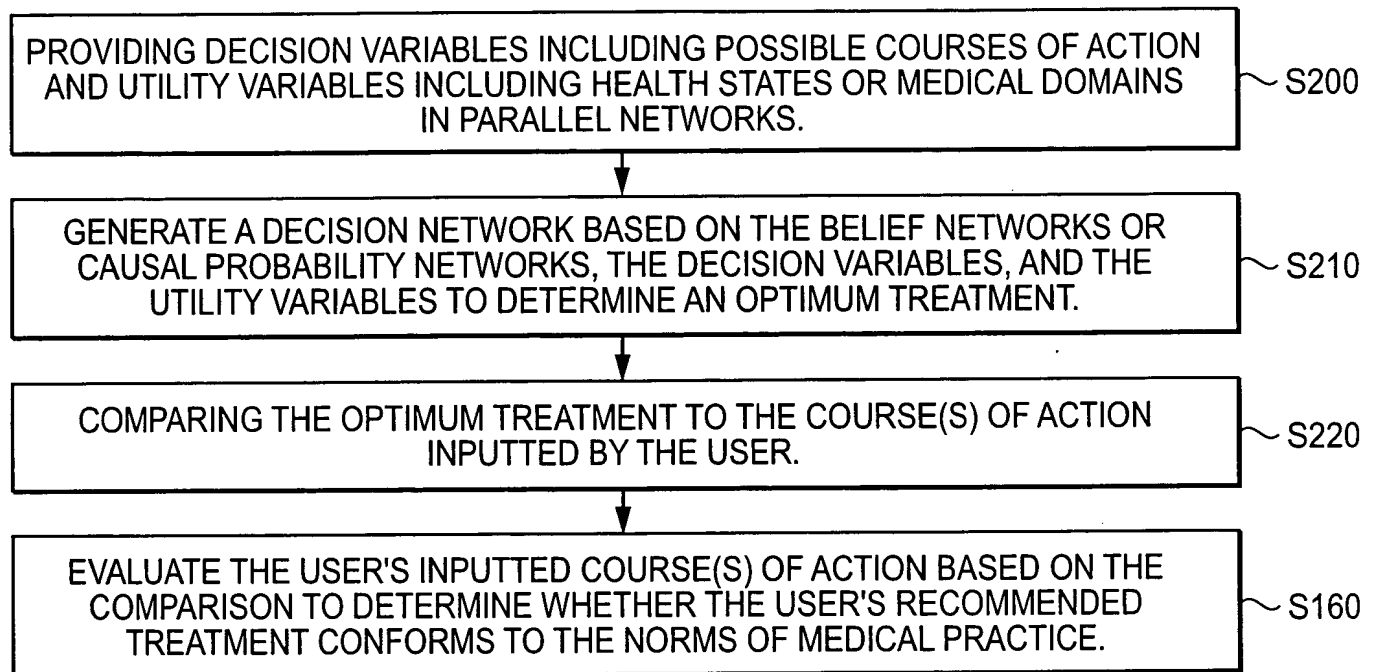 PROVIDING DECISION VARIABLES INCLUDING POSSIBLE COURSES OF ACTION
AND UTILITY VARIABLES INCLUDING HEALTH STATES OR MEDICAL DOMAINS
IN PARALLEL NETWORKS.
S200
GENERATE A DECISION NETWORK BASED ON THE BELIEF NETWORKS OR
CAUSAL PROBABILITY NETWORKS, THE DECISION VARIABLES, AND THE
UTILITY VARIABLES TO DETERMINE AN OPTIMUM TREATMENT.
S210
COMPARING THE OPTIMUM TREATMENT TO THE COURSE(S) OF ACTION
INPUTTED BY THE USER.
S220
EVALUATE THE USER'S INPUTTED COURSE(S) OF ACTION BASED ON THE
COMPARISON TO DETERMINE WHETHER THE USER'S RECOMMENDED
TREATMENT CONFORMS TO THE NORMS OF MEDICAL PRACTICE.
S160